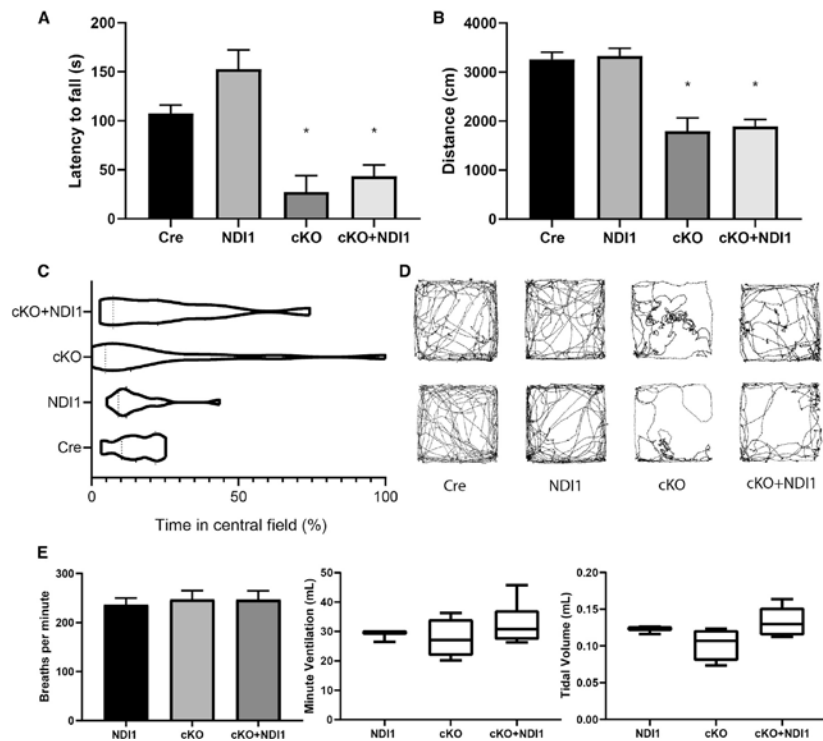 A
Latency to fall (s)
200
150
100
50
0
Cre NDI1 cKO cKO+NDI1
B
Distance (cm)
4000
3000
2000
1000
0
* *
* *
Cre NDI1 cKO cKO+NDI1
C
cKO+NDI1
cKO
NDI1
Cre
0 50 100
Time in central field (%)
D
Cre NDI1 cKO cKO+NDI1
E
Breaths per minute
300
200
100
0
NDI1 cKO cKO+NDI1
Minute Ventilation (mL)
50
40
30
20
10
0
NDI1 cKO cKO+NDI1
Tidal Volume (mL)
0.20
0.15
0.10
0.05
0.00
NDI1 cKO cKO+NDI1